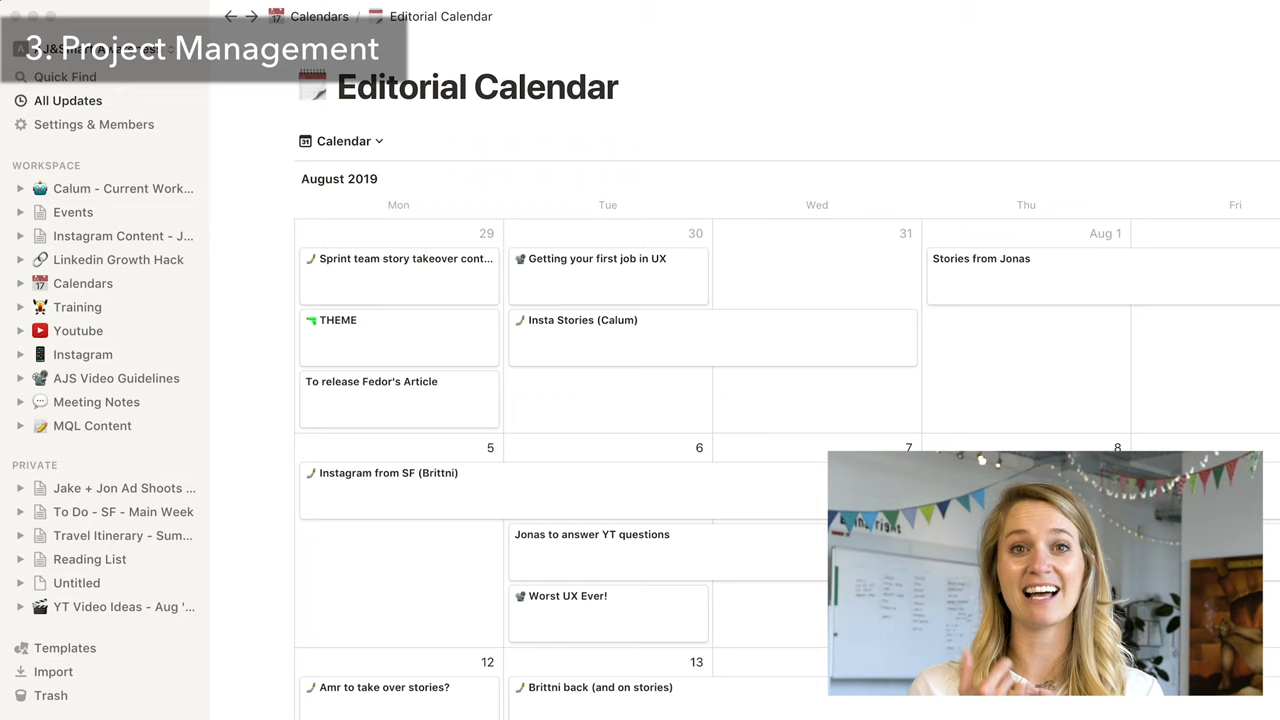 Calendars / Editorial Calendar
3. Project Management
Quick Find
All Updates
Settings & Members
WORKSPACE
Calum - Current Work...
Events
Instagram Content - J...
Linkedin Growth Hack
Calendars
Training
Youtube
Instagram
AJS Video Guidelines
Meeting Notes
MQL Content
PRIVATE
Jake + Jon Ad Shoots ...
To Do - SF - Main Week
Travel Itinerary - Sum...
Reading List
Untitled
YT Video Ideas - Aug '...
Templates
Import
Trash
Editorial Calendar
Calendar
August 2019
Mon Tue Wed Thu Fri
29 30 31 Aug 1
Sprint team story takeover cont...
Getting your first job in UX
Stories from Jonas
THEME
Insta Stories (Calum)
To release Fedor's Article
5 6 7 8
Instagram from SF (Brittni)
Jonas to answer YT questions
Worst UX Ever!
12 13
Amr to take over stories?
Brittni back (and on stories)